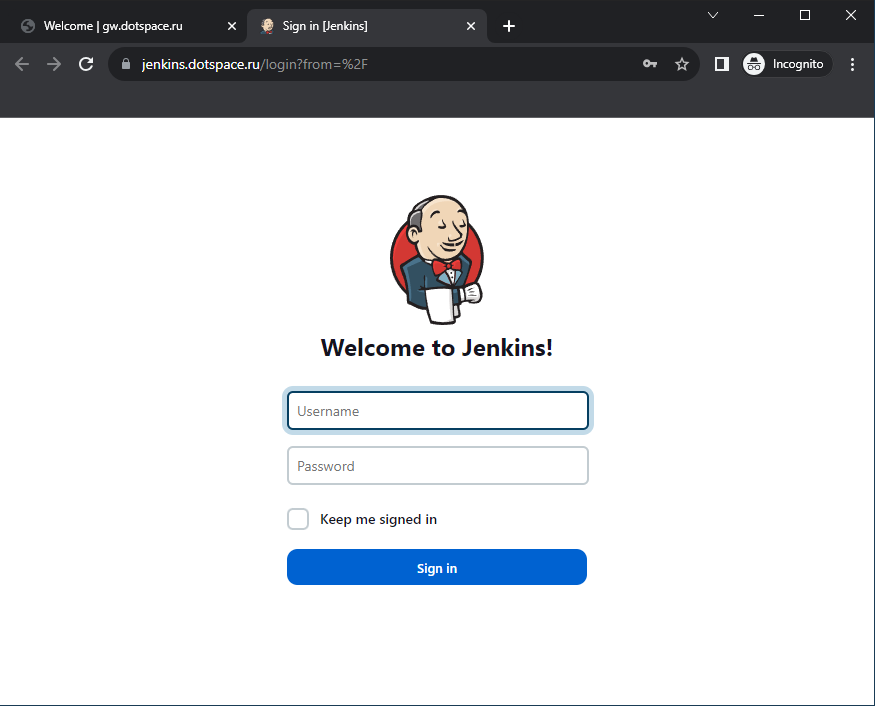 Welcome | gw.dotspace.ru
Sign in [Jenkins]
jenkins.dotspace.ru/login?from=%2F
Incognito
Welcome to Jenkins!
Username
Password
Keep me signed in
Sign in